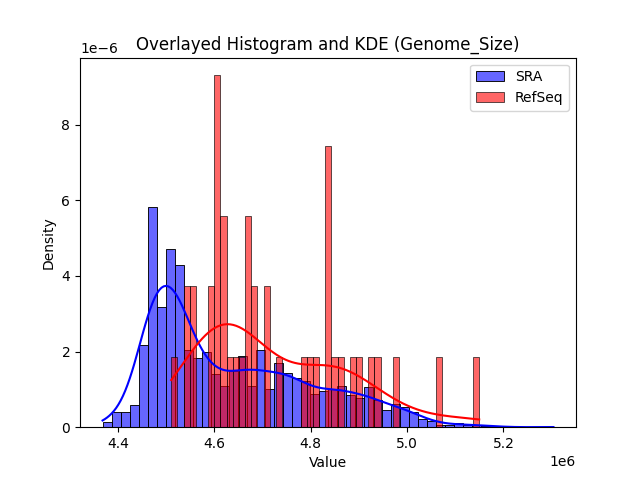 Overlayed Histogram and KDE (Genome_Size)
1e−6
SRA
RefSeq
8
6
4
2
0
Density
4.4 4.6 4.8 5.0 5.2
Value
1e6